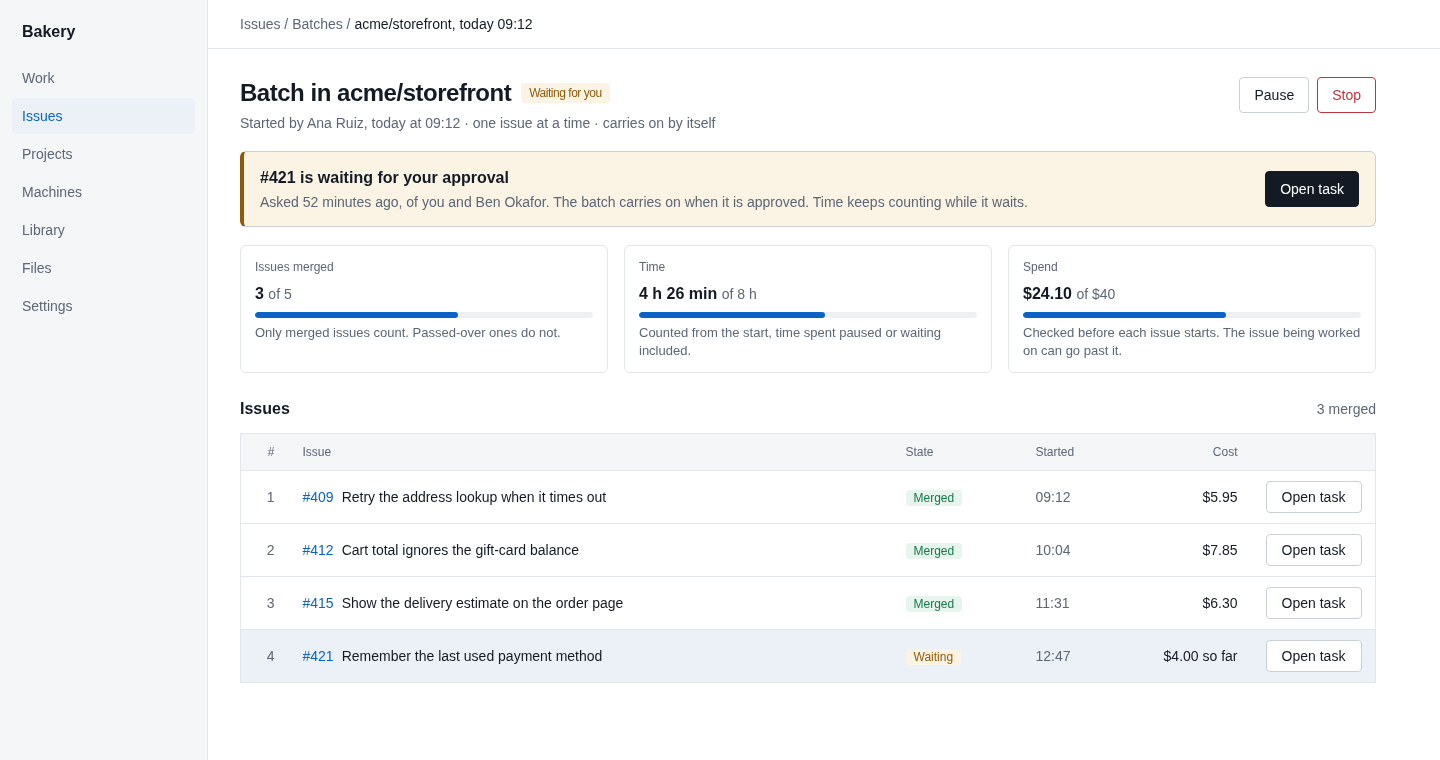 Bakery
Work
Issues
Projects
Machines
Library
Files
Settings
Issues / Batches / acme/storefront, today 09:12
Batch in acme/storefront Waiting for you
Pause Stop
Started by Ana Ruiz, today at 09:12 · one issue at a time · carries on by itself
#421 is waiting for your approval
Asked 52 minutes ago, of you and Ben Okafor. The batch carries on when it is approved. Time keeps counting while it waits.
Open task
Issues merged
3 of 5
Only merged issues count. Passed-over ones do not.
Time
4 h 26 min of 8 h
Counted from the start, time spent paused or waiting
included.
Spend
$24.10 of $40
Checked before each issue starts. The issue being worked
on can go past it.
Issues 3 merged
# Issue State Started Cost
1 #409 Retry the address lookup when it times out Merged 09:12 $5.95 Open task
2 #412 Cart total ignores the gift-card balance Merged 10:04 $7.85 Open task
3 #415 Show the delivery estimate on the order page Merged 11:31 $6.30 Open task
4 #421 Remember the last used payment method Waiting 12:47 $4.00 so far Open task